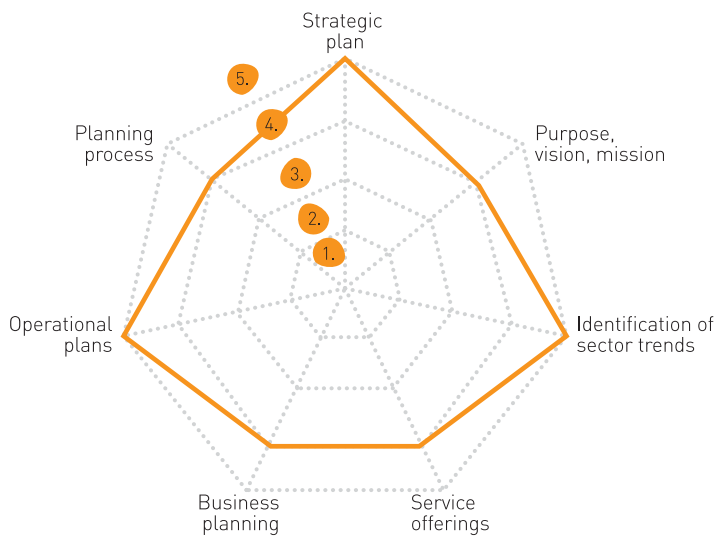 Strategic
plan
5.
4.
Planning
process
Purpose,
vision, mission
3.
2.
1.
Operational
plans
Identification of
sector trends
Business
planning
Service
offerings